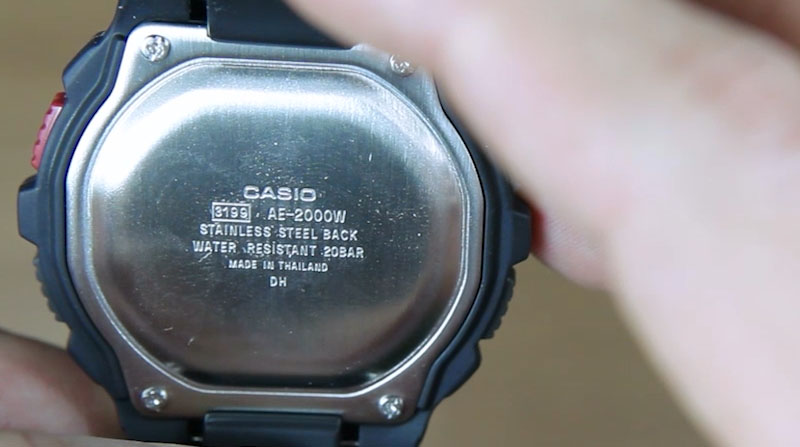 CASIO
3199 · AE-2000W
STAINLESS STEEL BACK
WATER RESISTANT 20BAR
MADE IN THAILAND
DH